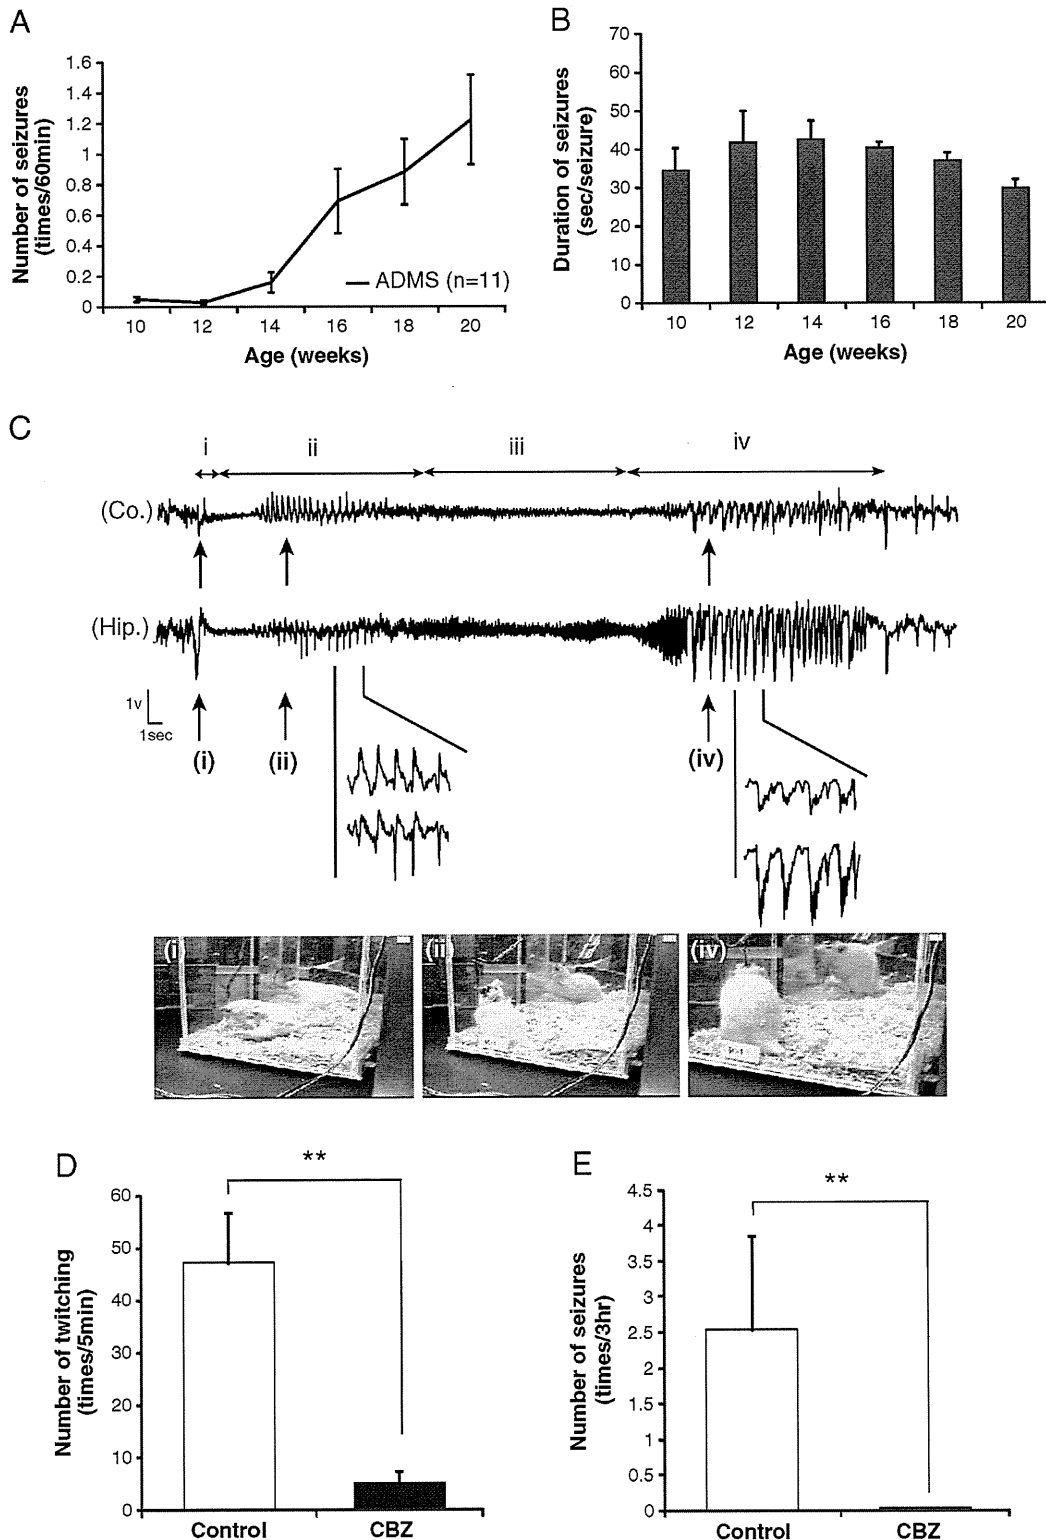 A
Number of seizures
(times/60min)
1.6
1.4
1.2
1
0.8
0.6
0.4
0.2
0
ADMS (n=11)
10 12 14 16 18 20
Age (weeks)
B
Duration of seizures
(sec/seizure)
70
60
50
40
30
20
10
0
10 12 14 16 18 20
Age (weeks)
C
i ii iii iv
(Co.)
(Hip.)
1v
1sec
(i) (ii) (iv)
(i) (ii) (iv)
D
**
Number of twitching
(times/5min)
60
50
40
30
20
10
0
Control CBZ
E
**
Number of seizures
(times/3hr)
4.5
4
3.5
3
2.5
2
1.5
1
0.5
0
Control CBZ